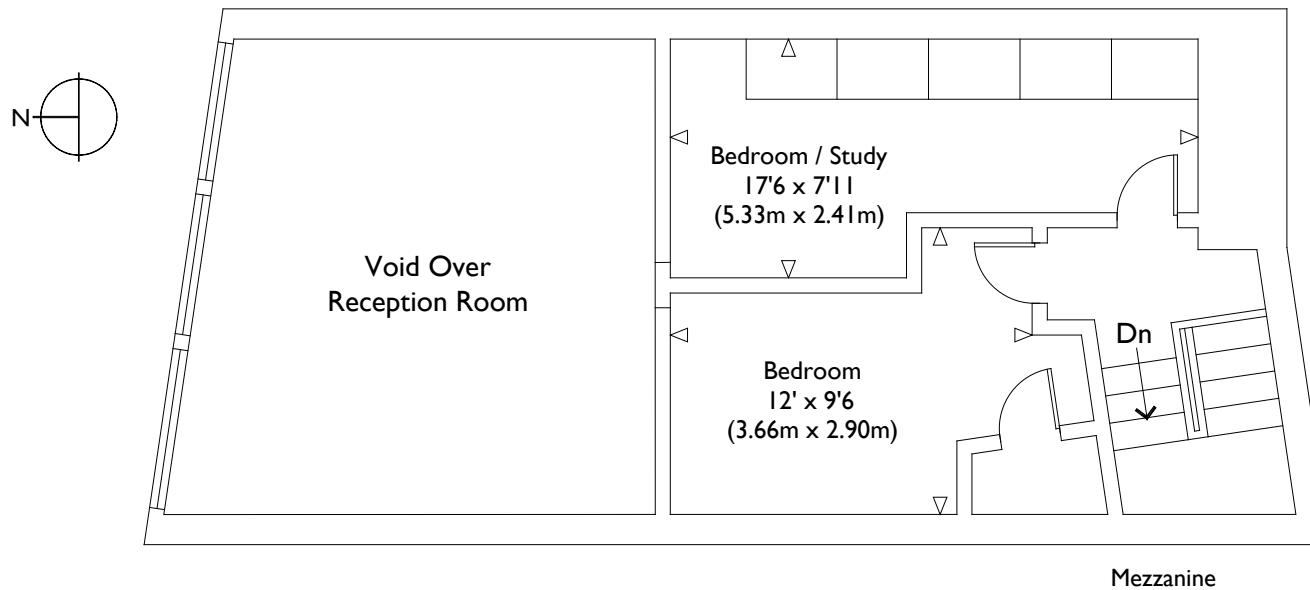 N
Bedroom / Study
17'6 x 7'11
(5.33m x 2.41m)
Void Over
Reception Room
Dn
Bedroom
12' x 9'6
(3.66m x 2.90m)
Mezzanine